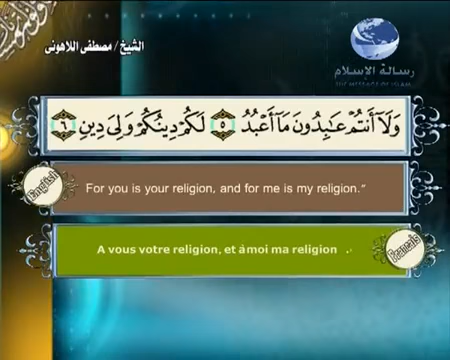 الشيخ / مصطفى اللاهونى
رسالة الإسلام
وَلَآ أَنتُمْ عَٰبِدُونَ مَآ أَعْبُدُ ٥ لَكُمْ دِينُكُمْ وَلِىَ دِينِ ٦
English
For you is your religion, and for me is my religion.”
A vous votre religion, et à moi ma religion .
Francais